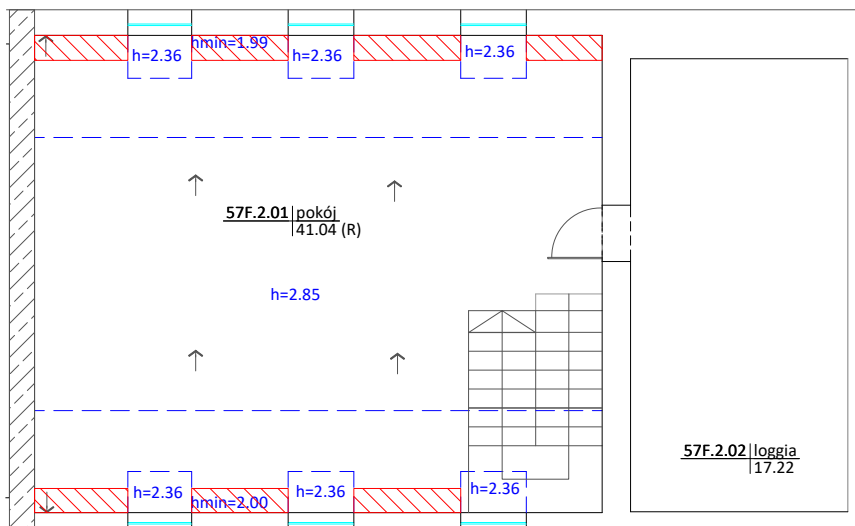 hmin=1.99
h=2.36
h=2.36
h=2.36
57F.2.01 pokój
41.04 (R)
h=2.85
57F.2.02 loggia
17.22
h=2.36
h=2.36
h=2.36
hmin=2.00